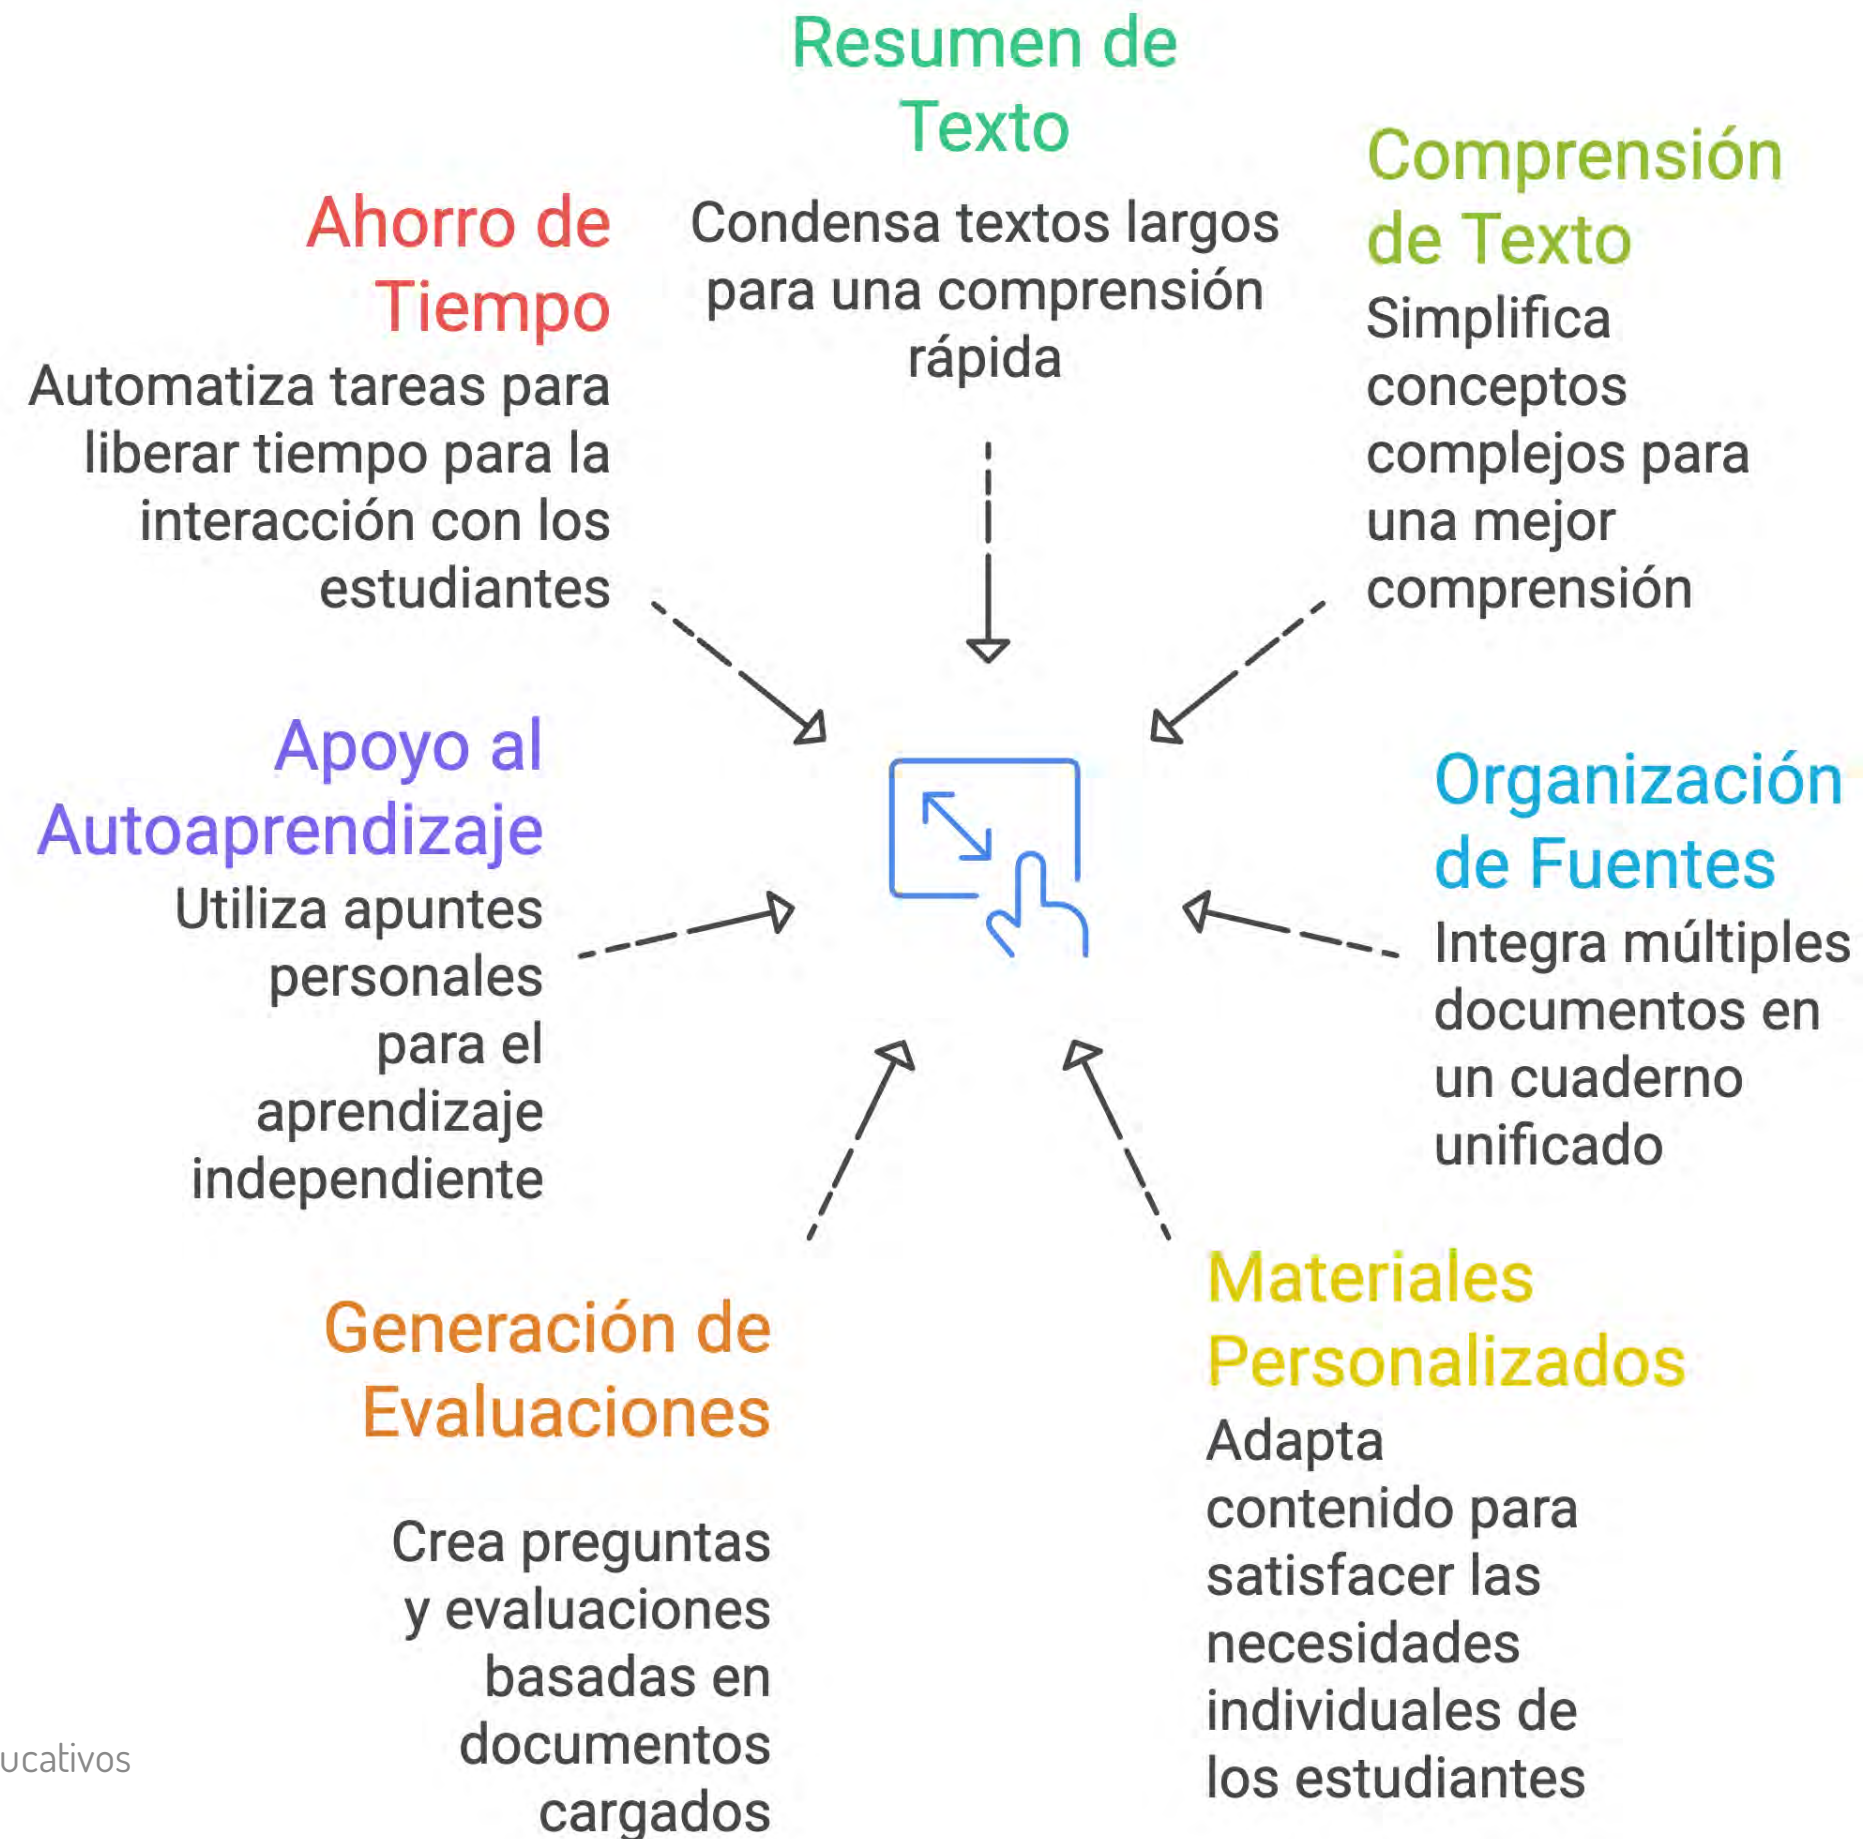 Resumen de
Texto
Condensa textos largos
para una comprensión
rápida
Comprensión
de Texto
Simplifica
conceptos
complejos para
una mejor
comprensión
Ahorro de
Tiempo
Automatiza tareas para
liberar tiempo para la
interacción con los
estudiantes
Apoyo al
Autoaprendizaje
Utiliza apuntes
personales
para el
aprendizaje
independiente
Organización
de Fuentes
Integra múltiples
documentos en
un cuaderno
unificado
Generación de
Evaluaciones
Crea preguntas
y evaluaciones
basadas en
documentos
cargados
Materiales
Personalizados
Adapta
contenido para
satisfacer las
necesidades
individuales de
los estudiantes
ucativos